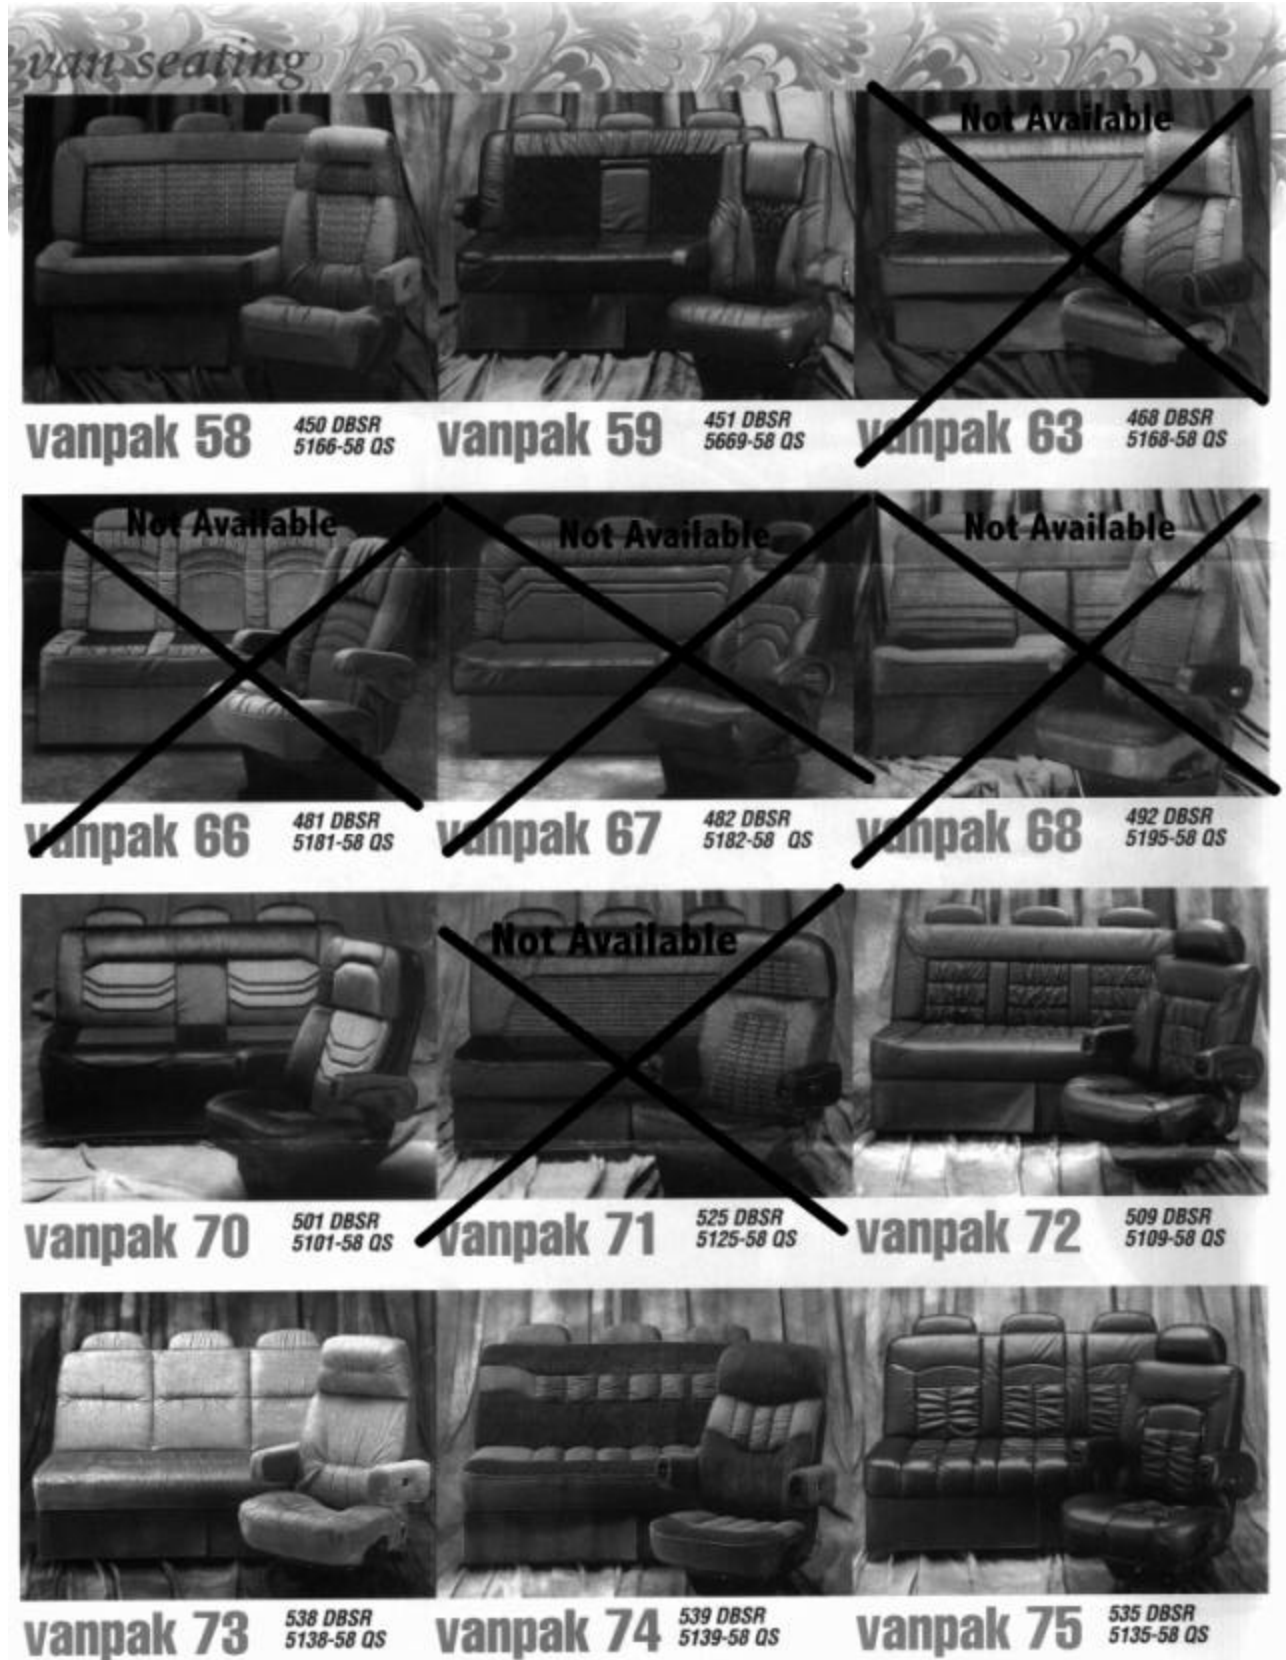 van seating
Not Available
vanpak 58
450 DBSR
5166-58 QS
vanpak 59
451 DBSR
5669-58 QS
vanpak 63
468 DBSR
5168-58 QS
Not Available
Not Available
Not Available
vanpak 66
481 DBSR
5181-58 QS
vanpak 67
482 DBSR
5182-58 QS
vanpak 68
492 DBSR
5195-58 QS
Not Available
vanpak 70
501 DBSR
5101-58 QS
vanpak 71
525 DBSR
5125-58 QS
vanpak 72
509 DBSR
5109-58 QS
vanpak 73
538 DBSR
5138-58 QS
vanpak 74
539 DBSR
5139-58 QS
vanpak 75
535 DBSR
5135-58 QS